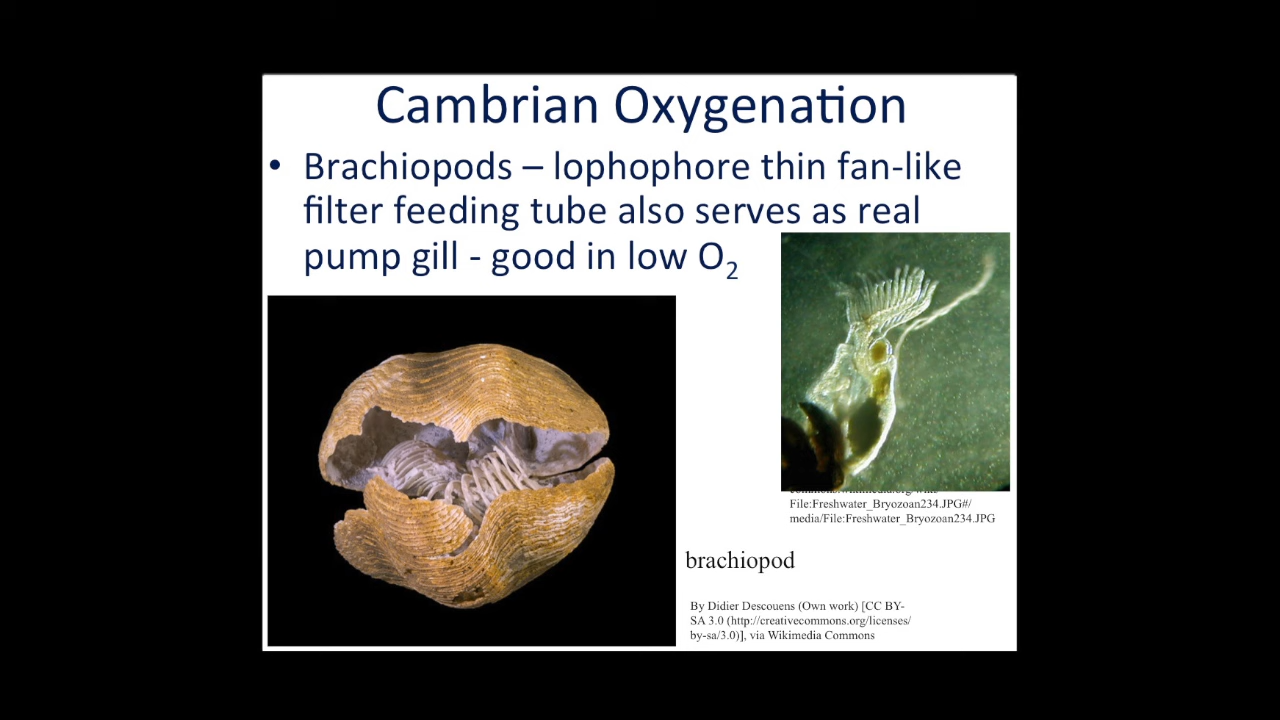 Cambrian Oxygenation
• Brachiopods – lophophore thin fan-like
filter feeding tube also serves as real
pump gill - good in low O₂
File:Freshwater_Bryozoan234.JPG#/
media/File:Freshwater_Bryozoan234.JPG
brachiopod
By Didier Descouens (Own work) [CC BY-
SA 3.0 (http://creativecommons.org/licenses/
by-sa/3.0)], via Wikimedia Commons